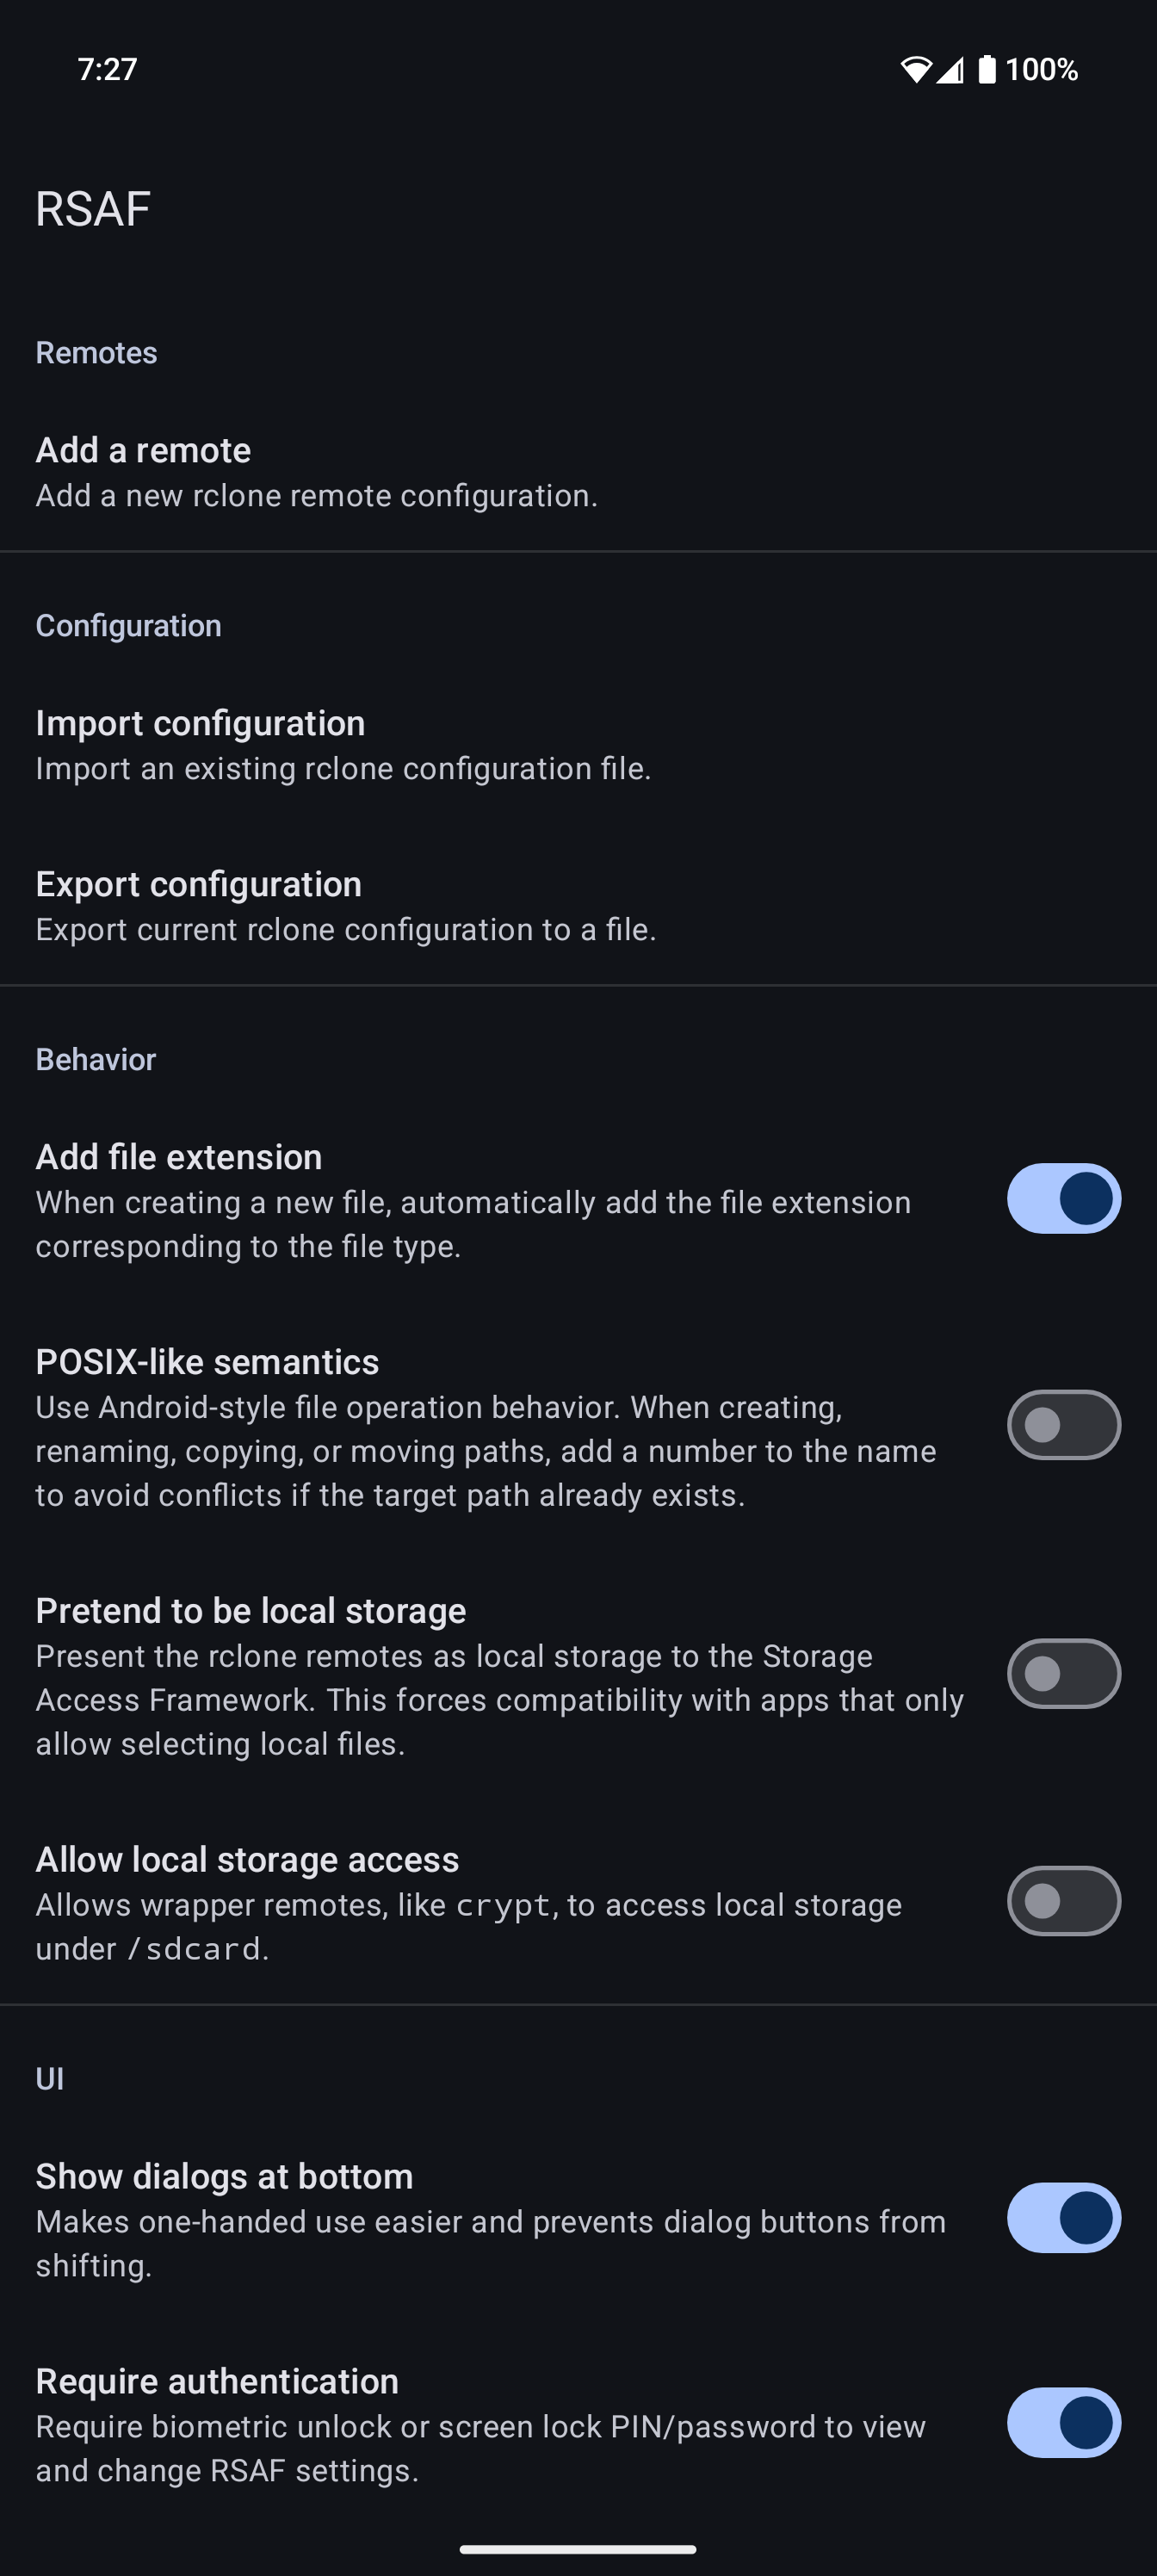 7:27
100%
RSAF
Remotes
Add a remote
Add a new rclone remote configuration.
Configuration
Import configuration
Import an existing rclone configuration file.
Export configuration
Export current rclone configuration to a file.
Behavior
Add file extension
When creating a new file, automatically add the file extension
corresponding to the file type.
POSIX-like semantics
Use Android-style file operation behavior. When creating,
renaming, copying, or moving paths, add a number to the name
to avoid conflicts if the target path already exists.
Pretend to be local storage
Present the rclone remotes as local storage to the Storage
Access Framework. This forces compatibility with apps that only
allow selecting local files.
Allow local storage access
Allows wrapper remotes, like crypt, to access local storage
under /sdcard.
UI
Show dialogs at bottom
Makes one-handed use easier and prevents dialog buttons from
shifting.
Require authentication
Require biometric unlock or screen lock PIN/password to view
and change RSAF settings.